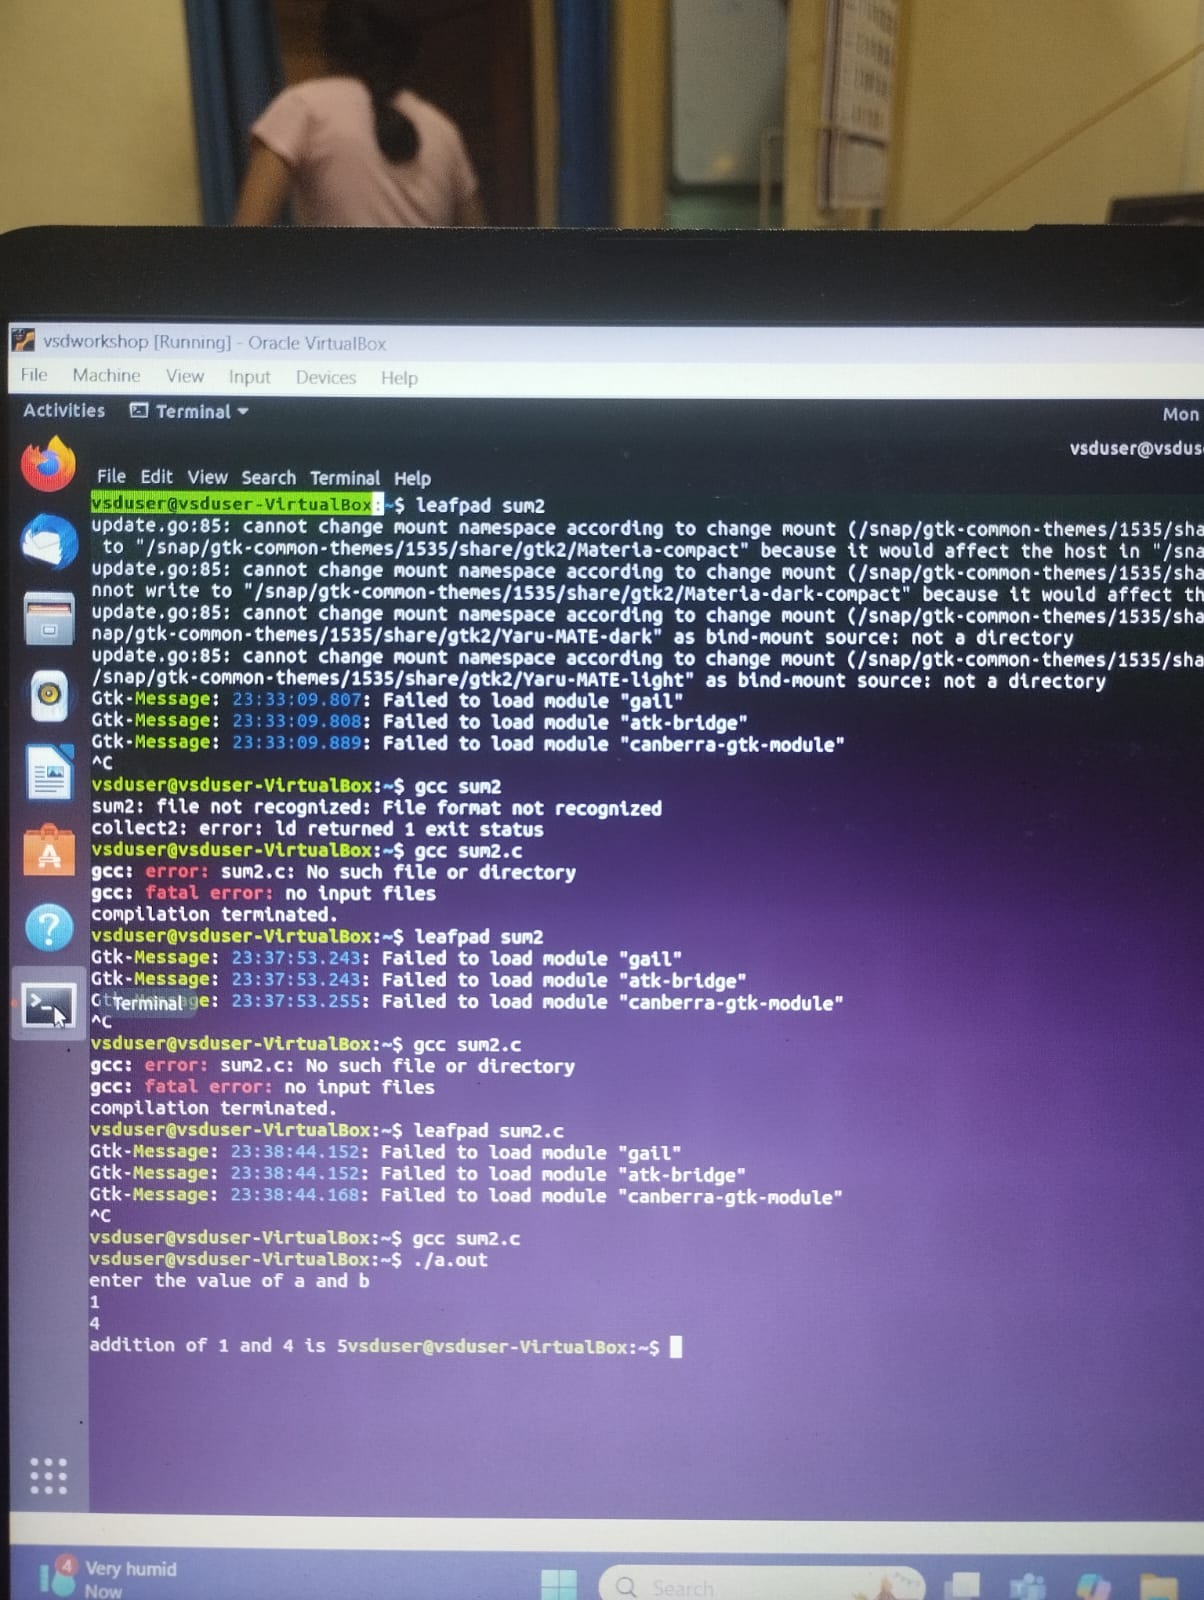 vsdworkshop [Running] - Oracle VirtualBox
File Machine View Input Devices Help
Activities Terminal Mon
vsduser@vsdus
File Edit View Search Terminal Help
vsduser@vsduser-VirtualBox:~$ leafpad sum2
update.go:85: cannot change mount namespace according to change mount (/snap/gtk-common-themes/1535/sha
to "/snap/gtk-common-themes/1535/share/gtk2/Materia-compact" because it would affect the host in "/sna
update.go:85: cannot change mount namespace according to change mount (/snap/gtk-common-themes/1535/sha
nnot write to "/snap/gtk-common-themes/1535/share/gtk2/Materia-dark-compact" because it would affect th
update.go:85: cannot change mount namespace according to change mount (/snap/gtk-common-themes/1535/sha
nap/gtk-common-themes/1535/share/gtk2/Yaru-MATE-dark" as bind-mount source: not a directory
update.go:85: cannot change mount namespace according to change mount (/snap/gtk-common-themes/1535/sha
/snap/gtk-common-themes/1535/share/gtk2/Yaru-MATE-light" as bind-mount source: not a directory
Gtk-Message: 23:33:09.807: Failed to load module "gail"
Gtk-Message: 23:33:09.808: Failed to load module "atk-bridge"
Gtk-Message: 23:33:09.889: Failed to load module "canberra-gtk-module"
^C
vsduser@vsduser-VirtualBox:~$ gcc sum2
sum2: file not recognized: File format not recognized
collect2: error: ld returned 1 exit status
vsduser@vsduser-VirtualBox:~$ gcc sum2.c
gcc: error: sum2.c: No such file or directory
gcc: fatal error: no input files
compilation terminated.
vsduser@vsduser-VirtualBox:~$ leafpad sum2
Gtk-Message: 23:37:53.243: Failed to load module "gail"
Gtk-Message: 23:37:53.243: Failed to load module "atk-bridge"
Terminal ge: 23:37:53.255: Failed to load module "canberra-gtk-module"
^C
vsduser@vsduser-VirtualBox:~$ gcc sum2.c
gcc: error: sum2.c: No such file or directory
gcc: fatal error: no input files
compilation terminated.
vsduser@vsduser-VirtualBox:~$ leafpad sum2.c
Gtk-Message: 23:38:44.152: Failed to load module "gail"
Gtk-Message: 23:38:44.152: Failed to load module "atk-bridge"
Gtk-Message: 23:38:44.168: Failed to load module "canberra-gtk-module"
^C
vsduser@vsduser-VirtualBox:~$ gcc sum2.c
vsduser@vsduser-VirtualBox:~$ ./a.out
enter the value of a and b
1
4
addition of 1 and 4 is 5vsduser@vsduser-VirtualBox:~$
4 Very humid
Now
Search